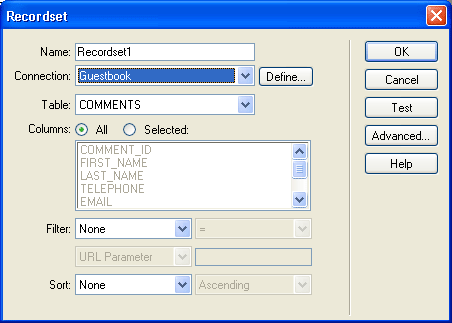 Recordset
Name: Recordset1
OK
Connection: Guestbook Define...
Cancel
Table: COMMENTS
Test
Columns: All Selected:
Advanced...
COMMENT_ID
FIRST_NAME
Help
LAST_NAME
TELEPHONE
EMAIL
Filter: None =
URL Parameter
Sort: None Ascending